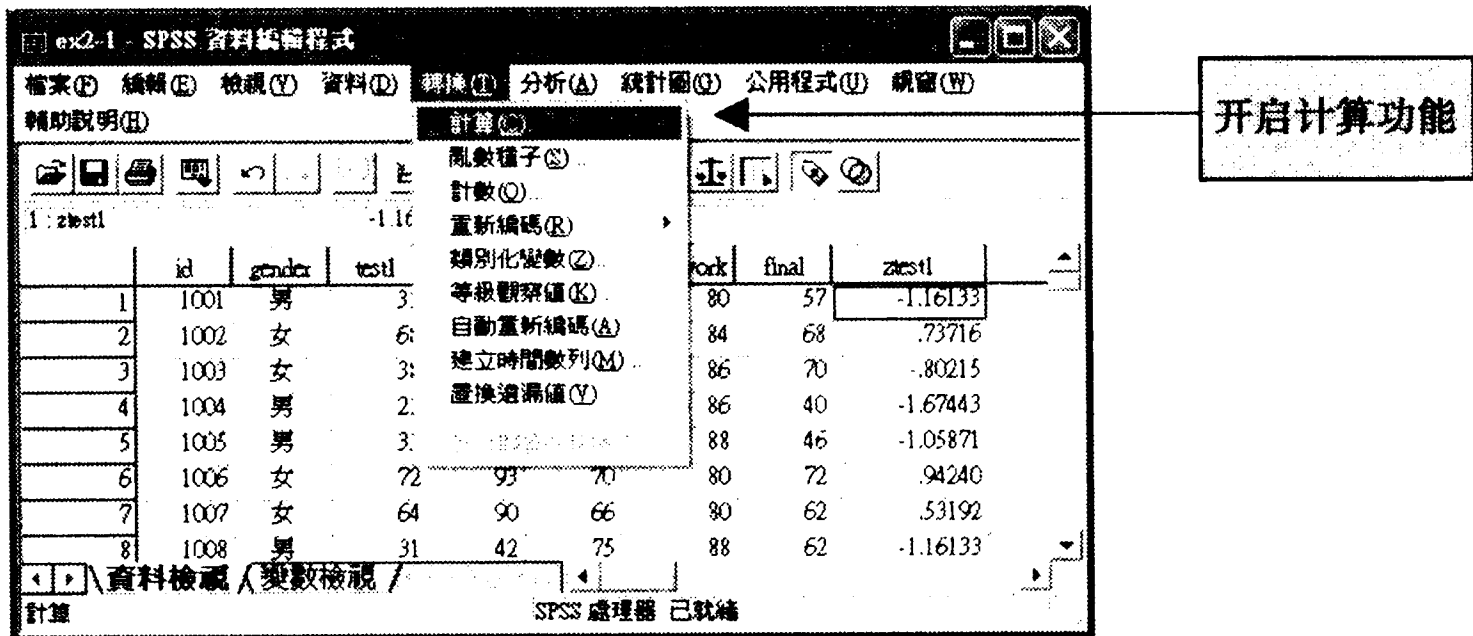 ex2-1 - SPSS 資料編輯程式
檔案(F) 編輯(E) 檢視(V) 資料(D) 轉換(T) 分析(A) 統計圖(G) 公用程式(U) 視窗(W)
輔助說明(H)
計算(C)...
開启计算功能
亂數種子(S)...
計數(O)...
重新編碼(R)
類別化變數(Z)...
等級觀察值(K)...
自動重新編碼(A)
建立時間數列(M)...
置換遺漏值(V)
1 : ztest1 -1.16
id gender test1 work final ztest1
1 1001 男 3 80 57 -1.16133
2 1002 女 6 84 68 .73716
3 1003 女 3 86 70 -.80215
4 1004 男 2 86 40 -1.67443
5 1005 男 3 88 46 -1.05871
6 1006 女 72 93 70 80 72 .94240
7 1007 女 64 90 66 80 62 .53192
8 1008 男 31 42 75 88 62 -1.16133
資料檢視 變數檢視
計算 SPSS 處理器 已就緒